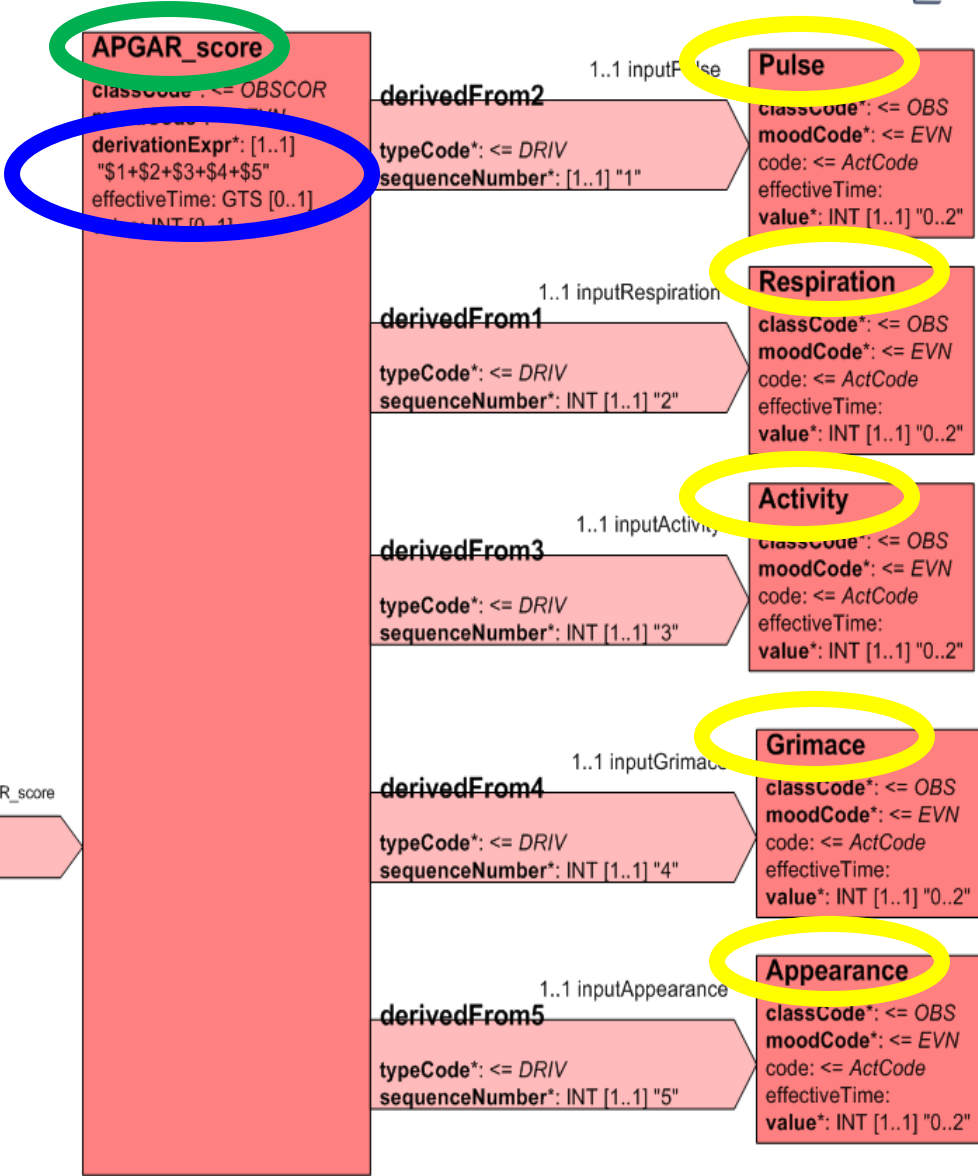 APGAR_score
classCode*: <= OBSCOR
derivationExpr*: [1..1]
"$1+$2+$3+$4+$5"
effectiveTime: GTS [0..1]
INT [0..1]
R_score
1..1 inputPulse
derivedFrom2
typeCode*: <= DRIV
sequenceNumber*: [1..1] "1"
Pulse
classCode*: <= OBS
moodCode*: <= EVN
code: <= ActCode
effectiveTime:
value*: INT [1..1] "0..2"
1..1 inputRespiration
derivedFrom1
typeCode*: <= DRIV
sequenceNumber*: INT [1..1] "2"
Respiration
classCode*: <= OBS
moodCode*: <= EVN
code: <= ActCode
effectiveTime:
value*: INT [1..1] "0..2"
1..1 inputActivity
derivedFrom3
typeCode*: <= DRIV
sequenceNumber*: INT [1..1] "3"
Activity
classCode*: <= OBS
moodCode*: <= EVN
code: <= ActCode
effectiveTime:
value*: INT [1..1] "0..2"
1..1 inputGrimace
derivedFrom4
typeCode*: <= DRIV
sequenceNumber*: INT [1..1] "4"
Grimace
classCode*: <= OBS
moodCode*: <= EVN
code: <= ActCode
effectiveTime:
value*: INT [1..1] "0..2"
1..1 inputAppearance
derivedFrom5
typeCode*: <= DRIV
sequenceNumber*: INT [1..1] "5"
Appearance
classCode*: <= OBS
moodCode*: <= EVN
code: <= ActCode
effectiveTime:
value*: INT [1..1] "0..2"